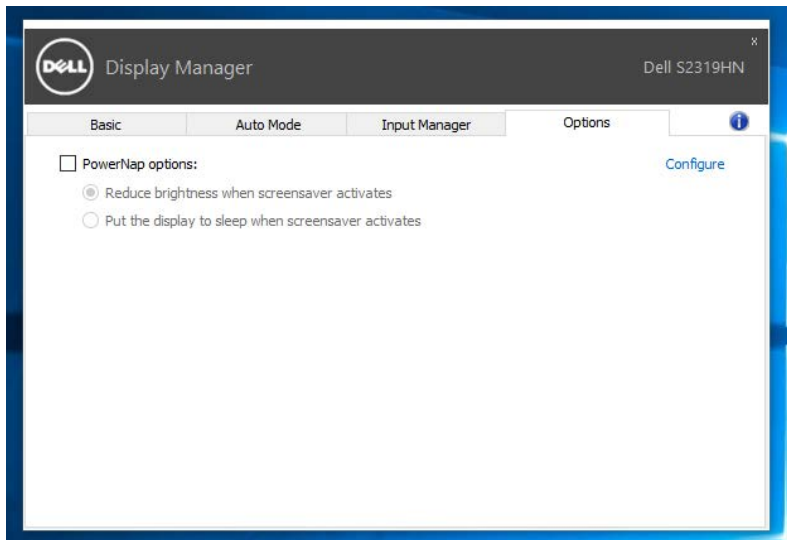 DELL Display Manager
x
Dell S2319HN
Basic Auto Mode Input Manager Options i
PowerNap options: Configure
Reduce brightness when screensaver activates
Put the display to sleep when screensaver activates